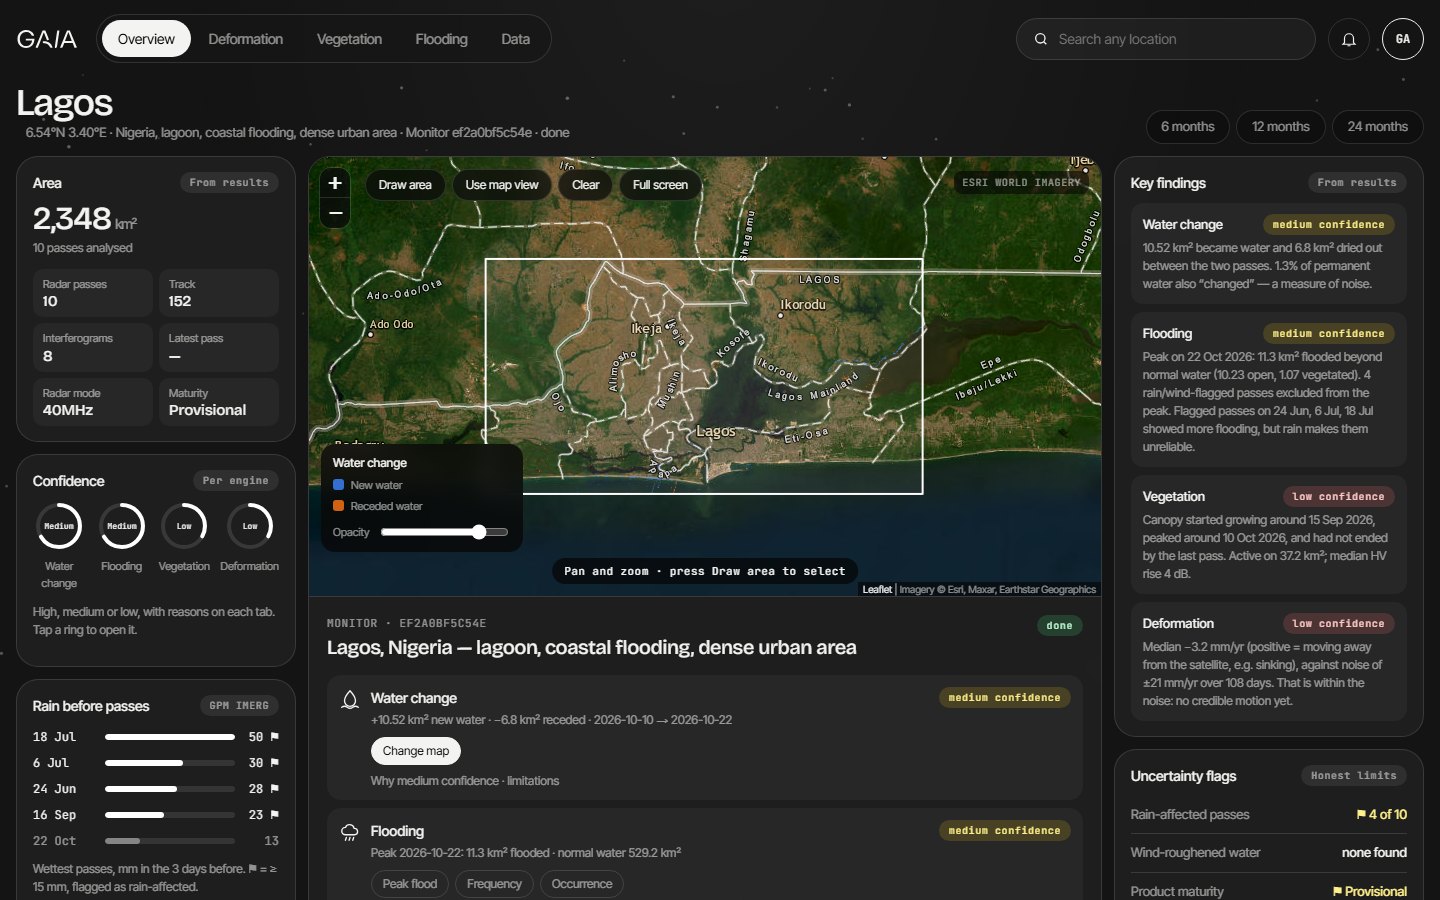 GAIA
Overview
Deformation
Vegetation
Flooding
Data
Search any location
GA
Lagos
6.54°N 3.40°E · Nigeria, lagoon, coastal flooding, dense urban area · Monitor ef2a0bf5c54e · done
6 months
12 months
24 months
Area
From results
2,348 km²
10 passes analysed
Radar passes
10
Track
152
Interferograms
8
Latest pass
—
Radar mode
40MHz
Maturity
Provisional
Confidence
Per engine
Medium
Medium
Low
Low
Water change
Flooding
Vegetation
Deformation
High, medium or low, with reasons on each tab.
Tap a ring to open it.
Rain before passes
GPM IMERG
18 Jul 50 ⚑
6 Jul 30 ⚑
24 Jun 28 ⚑
16 Sep 23 ⚑
22 Oct 13
Wettest passes, mm in the 3 days before. ⚑ = ≥
15 mm, flagged as rain-affected.
+
−
Draw area
Use map view
Clear
Full screen
ESRI WORLD IMAGERY
Shagamu
Odogbolu
Ado-Odo/Ota
Ado Odo
LAGOS
Ikorodu
Ikeja
Ikeja
Kosofe
Alimosho
Mushin
Ikorodu
Lagos Mainland
Epe
Ibeju/Lekki
Ojo
Lagos
Eti-Osa
Apapa
Water change
New water
Receded water
Opacity
Pan and zoom · press Draw area to select
Leaflet | Imagery © Esri, Maxar, Earthstar Geographics
MONITOR · EF2A0BF5C54E
done
Lagos, Nigeria — lagoon, coastal flooding, dense urban area
Water change
medium confidence
+10.52 km² new water · −6.8 km² receded · 2026-10-10 → 2026-10-22
Change map
Why medium confidence · limitations
Flooding
medium confidence
Peak 2026-10-22: 11.3 km² flooded · normal water 529.2 km²
Peak flood
Frequency
Occurrence
Key findings
From results
Water change
medium confidence
10.52 km² became water and 6.8 km² dried out
between the two passes. 1.3% of permanent
water also “changed” — a measure of noise.
Flooding
medium confidence
Peak on 22 Oct 2026: 11.3 km² flooded beyond
normal water (10.23 open, 1.07 vegetated). 4
rain/wind-flagged passes excluded from the
peak. Flagged passes on 24 Jun, 6 Jul, 18 Jul
showed more flooding, but rain makes them
unreliable.
Vegetation
low confidence
Canopy started growing around 15 Sep 2026,
peaked around 10 Oct 2026, and had not ended
by the last pass. Active on 37.2 km²; median HV
rise 4 dB.
Deformation
low confidence
Median −3.2 mm/yr (positive = moving away
from the satellite, e.g. sinking), against noise of
±21 mm/yr over 108 days. That is within the
noise: no credible motion yet.
Uncertainty flags
Honest limits
Rain-affected passes
⚑ 4 of 10
Wind-roughened water
none found
Product maturity
⚑ Provisional